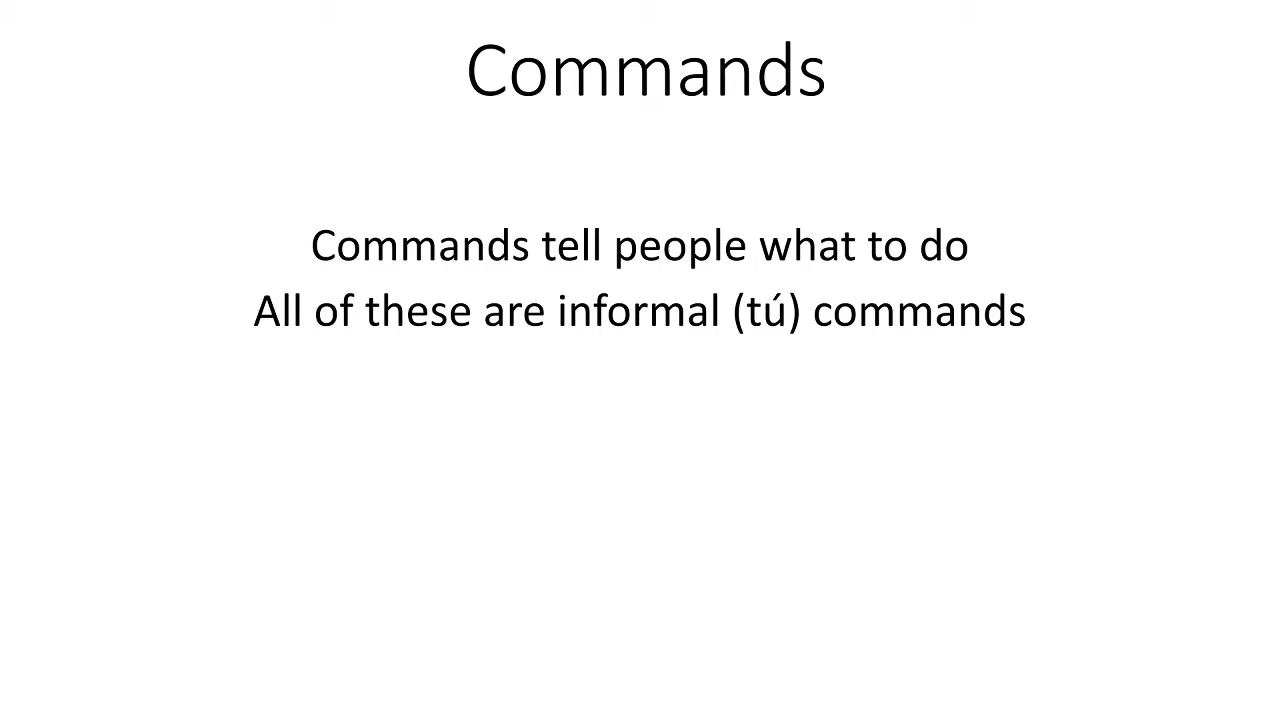 Commands
Commands tell people what to do
All of these are informal (tú) commands